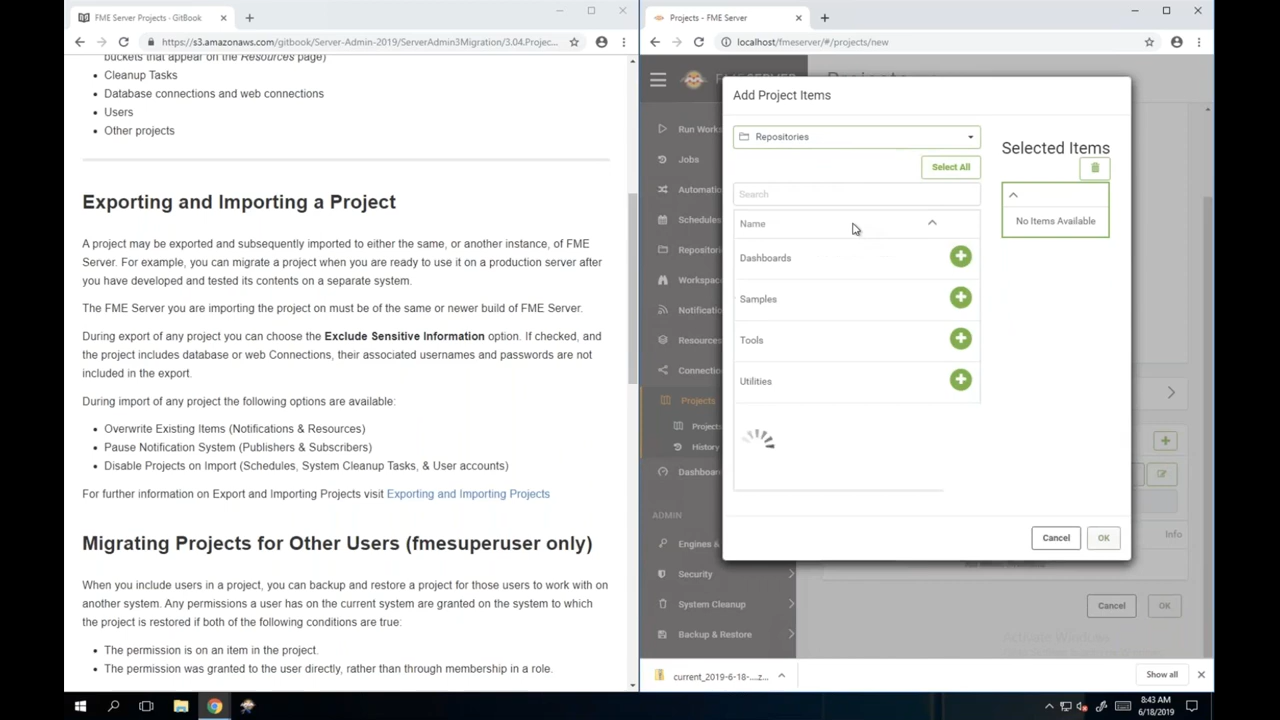 FME Server Projects · GitBook
https://s3.amazonaws.com/gitbook/Server-Admin-2019/ServerAdmin3Migration/3.04.Projec...
buckets that appear on the Resources page)
• Cleanup Tasks
• Database connections and web connections
• Users
• Other projects
Exporting and Importing a Project
A project may be exported and subsequently imported to either the same, or another instance, of FME
Server. For example, you can migrate a project when you are ready to use it on a production server after
you have developed and tested its contents on a separate system.
The FME Server you are importing the project on must be of the same or newer build of FME Server.
During export of any project you can choose the Exclude Sensitive Information option. If checked, and
the project includes database or web Connections, their associated usernames and passwords are not
included in the export.
During import of any project the following options are available:
• Overwrite Existing Items (Notifications & Resources)
• Pause Notification System (Publishers & Subscribers)
• Disable Projects on Import (Schedules, System Cleanup Tasks, & User accounts)
For further information on Export and Importing Projects visit Exporting and Importing Projects
Migrating Projects for Other Users (fmesuperuser only)
When you include users in a project, you can backup and restore a project for those users to work with on
another system. Any permissions a user has on the current system are granted on the system to which
the project is restored if both of the following conditions are true:
• The permission is on an item in the project.
• The permission was granted to the user directly, rather than through membership in a role.
Projects - FME Server
localhost/fmeserver/#/projects/new
Run Works
Jobs
Automatio
Schedules
Reposito
Workspac
Notificatio
Resources
Connectio
Projects
Projects
History
Dashboar
ADMIN
Engines &
Security
System Cleanup
Backup & Restore
Add Project Items
Repositories
Select All
Search
Name
Dashboards
Samples
Tools
Utilities
Selected Items
No Items Available
Cancel
OK
Info
Cancel
OK
Activate Windows
current_2019-6-18-....z...
Show all
8:43 AM
6/18/2019